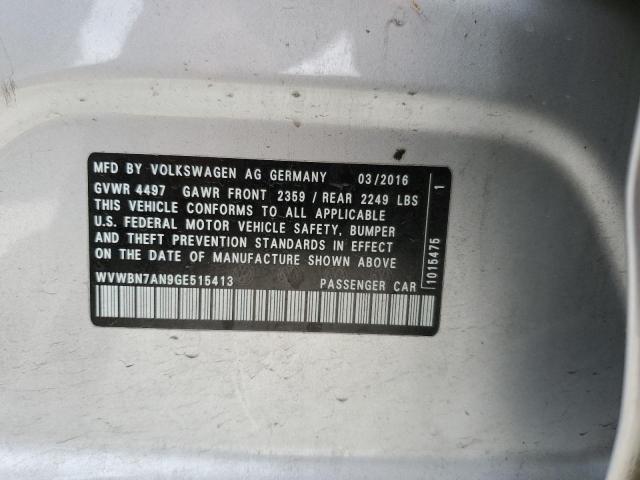 MFD BY VOLKSWAGEN AG GERMANY 03/2016
GVWR 4497 GAWR FRONT 2359 / REAR 2249 LBS
THIS VEHICLE CONFORMS TO ALL APPLICABLE
U.S. FEDERAL MOTOR VEHICLE SAFETY, BUMPER
AND THEFT PREVENTION STANDARDS IN EFFECT
ON THE DATE OF MANUFACTURE SHOWN ABOVE
WVWBN7AN9GE515413 PASSENGER CAR
1015475 1